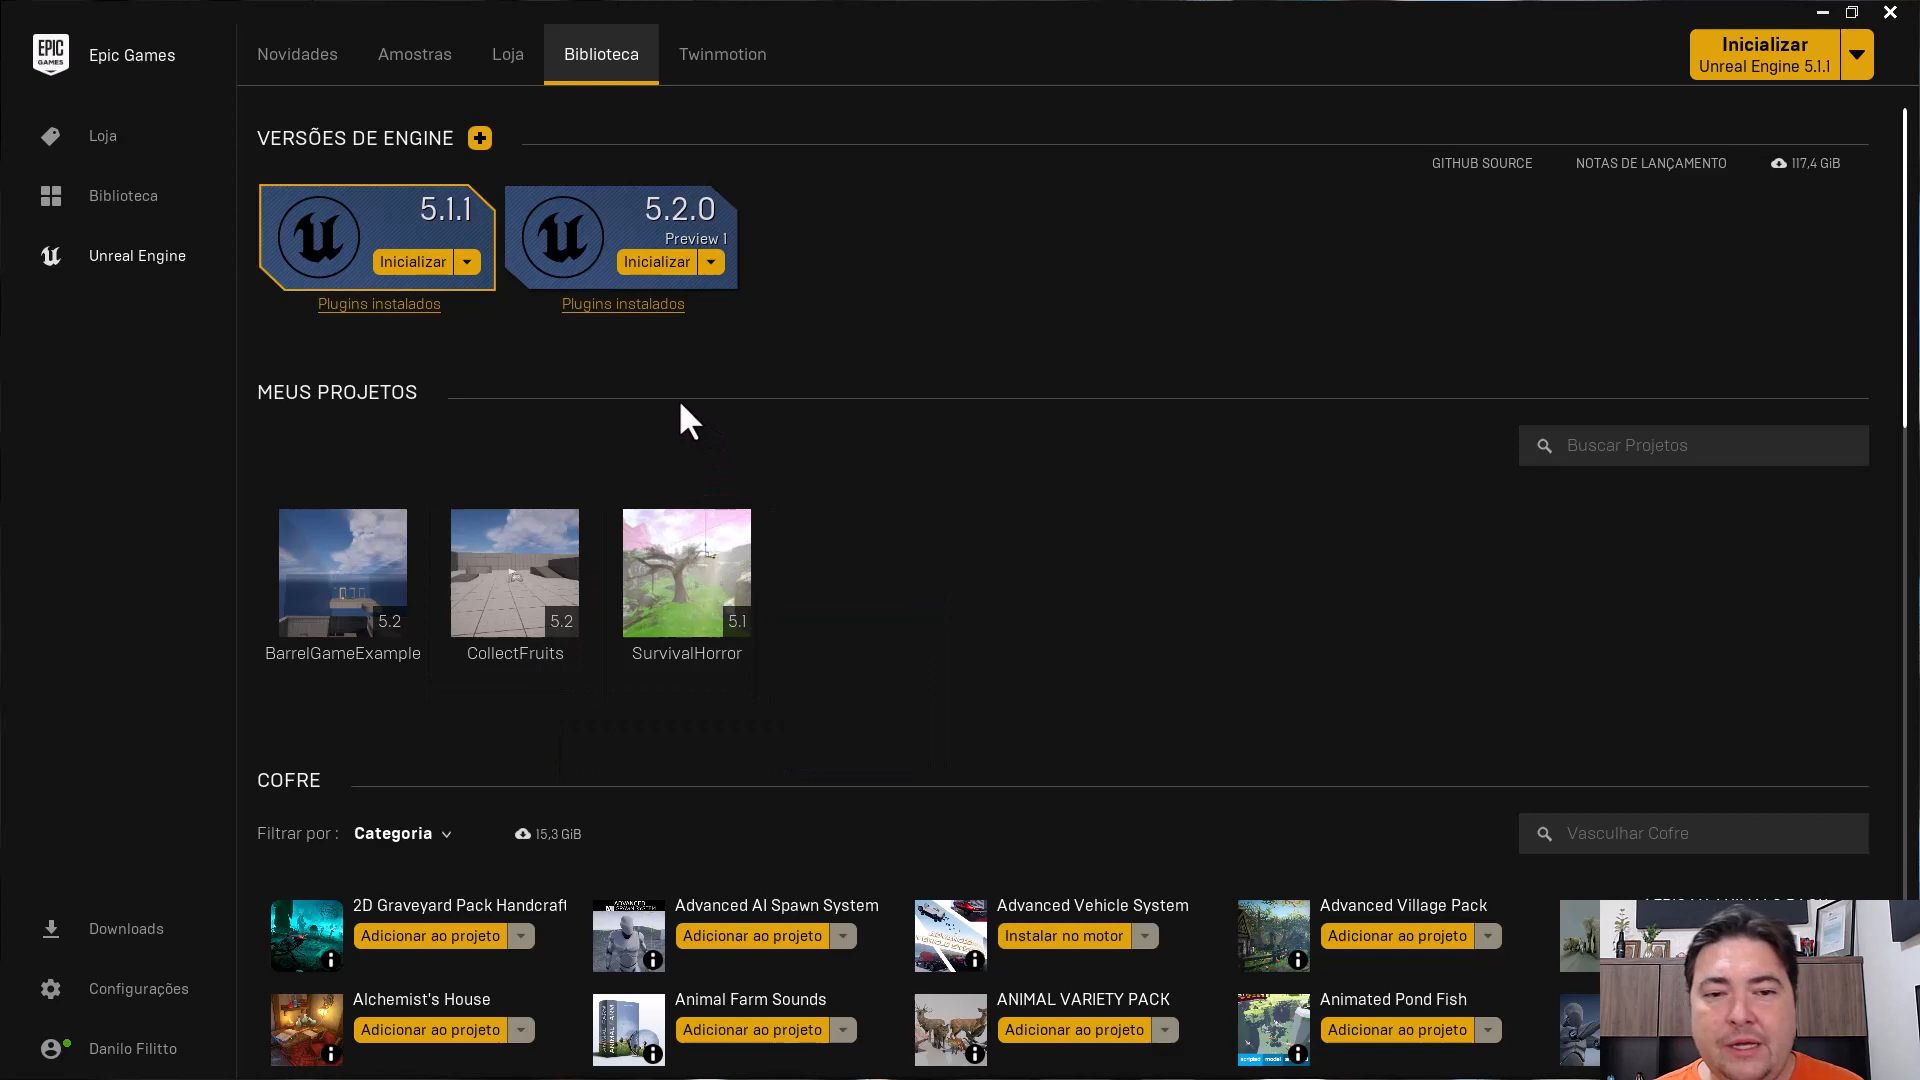 EPIC
GAMES
Epic Games
Novidades
Amostras
Loja
Biblioteca
Twinmotion
Inicializar
Unreal Engine 5.1.1
Loja
Biblioteca
Unreal Engine
VERSÕES DE ENGINE
GITHUB SOURCE
NOTAS DE LANÇAMENTO
117,4 GiB
5.1.1
Inicializar
Plugins instalados
5.2.0
Preview 1
Inicializar
Plugins instalados
MEUS PROJETOS
Buscar Projetos
5.2
BarrelGameExample
5.2
CollectFruits
5.1
SurvivalHorror
COFRE
Filtrar por :
Categoria
15,3 GiB
Vasculhar Cofre
2D Graveyard Pack Handcraft
Adicionar ao projeto
Advanced AI Spawn System
Adicionar ao projeto
Advanced Vehicle System
Instalar no motor
Advanced Village Pack
Adicionar ao projeto
Alchemist's House
Adicionar ao projeto
Animal Farm Sounds
Adicionar ao projeto
ANIMAL VARIETY PACK
Adicionar ao projeto
Animated Pond Fish
Adicionar ao projeto
Downloads
Configurações
Danilo Filitto